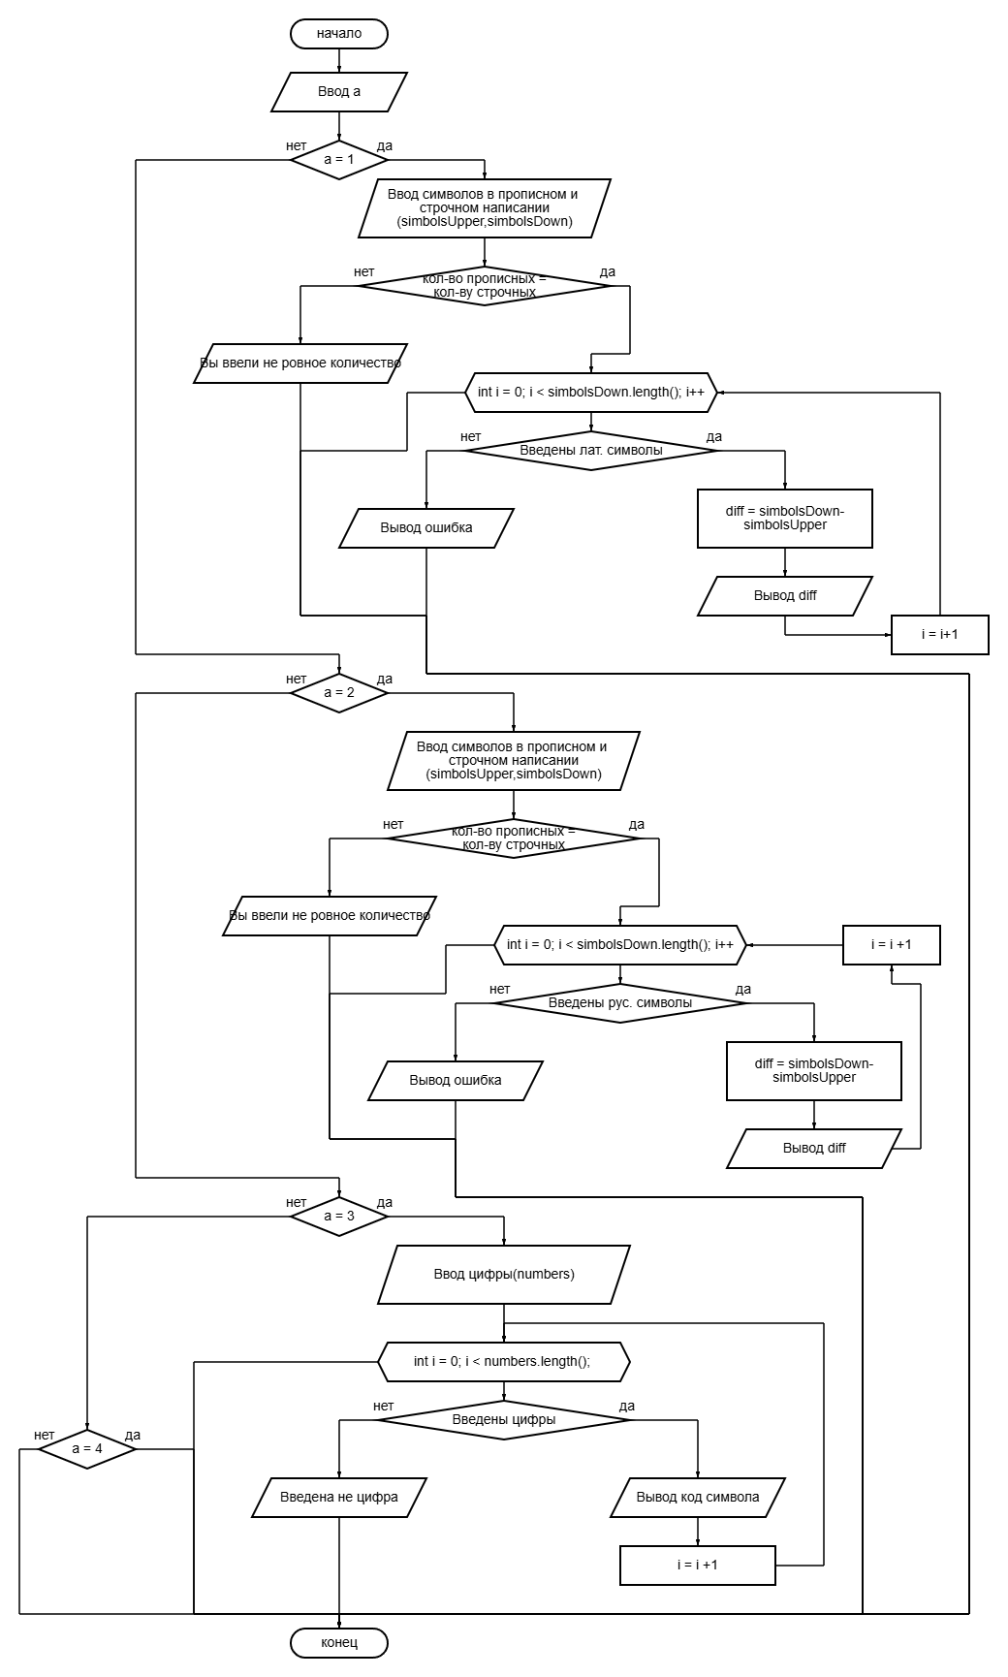 начало
Ввод a
нет
да
a = 1
Ввод символов в прописном и
строчном написании
(simbolsUpper,simbolsDown)
нет
да
кол-во прописных =
кол-ву строчных
Вы ввели не ровное количество
int i = 0; i < simbolsDown.length(); i++
нет
да
Введены лат. символы
diff = simbolsDown-
simbolsUpper
Вывод ошибка
Вывод diff
i = i+1
нет
да
a = 2
Ввод символов в прописном и
строчном написании
(simbolsUpper,simbolsDown)
нет
да
кол-во прописных =
кол-ву строчных
Вы ввели не ровное количество
int i = 0; i < simbolsDown.length(); i++
i = i +1
нет
да
Введены рус. символы
diff = simbolsDown-
simbolsUpper
Вывод ошибка
Вывод diff
нет
да
a = 3
Ввод цифры(numbers)
int i = 0; i < numbers.length();
нет
да
Введены цифры
нет
да
a = 4
Введена не цифра
Вывод код символа
i = i +1
конец